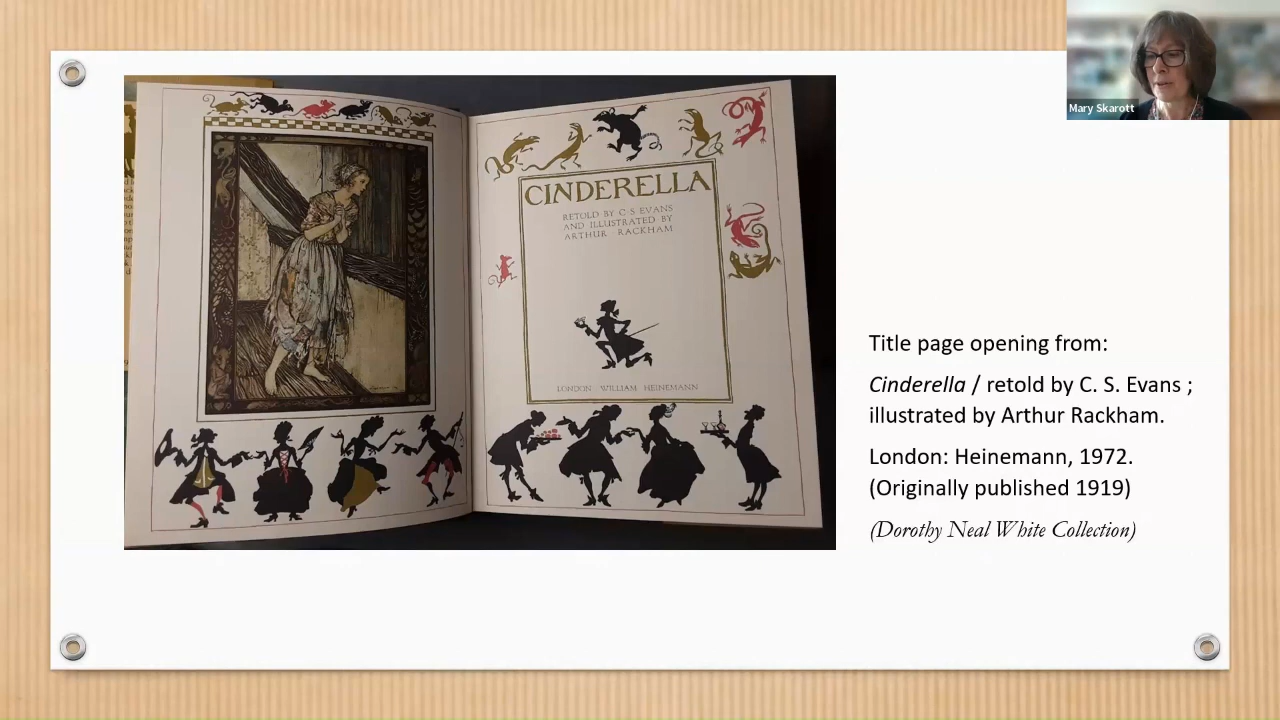 Mary Skarott
CINDERELLA
RETOLD BY C S EVANS
AND ILLUSTRATED BY
ARTHUR RACKHAM
LONDON WILLIAM HEINEMANN
Title page opening from:
Cinderella / retold by C. S. Evans ;
illustrated by Arthur Rackham.
London: Heinemann, 1972.
(Originally published 1919)
(Dorothy Neal White Collection)